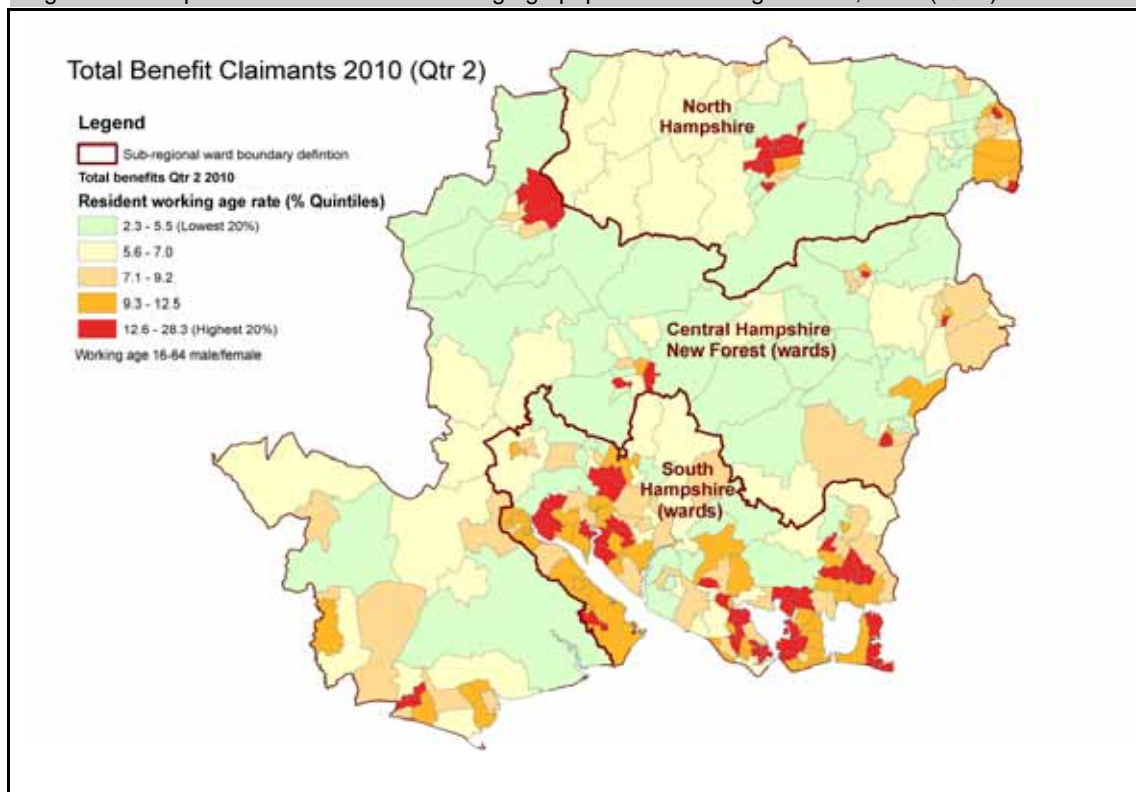 Total Benefit Claimants 2010 (Qtr 2)
Legend
Sub-regional ward boundary defintion
Total benefits Qtr 2 2010
Resident working age rate (% Quintiles)
2.3 - 5.5 (Lowest 20%)
5.6 - 7.0
7.1 - 9.2
9.3 - 12.5
12.6 - 28.3 (Highest 20%)
Working age 16-64 male/female
North
Hampshire
Central Hampshire
New Forest (wards)
South
Hampshire
(wards)